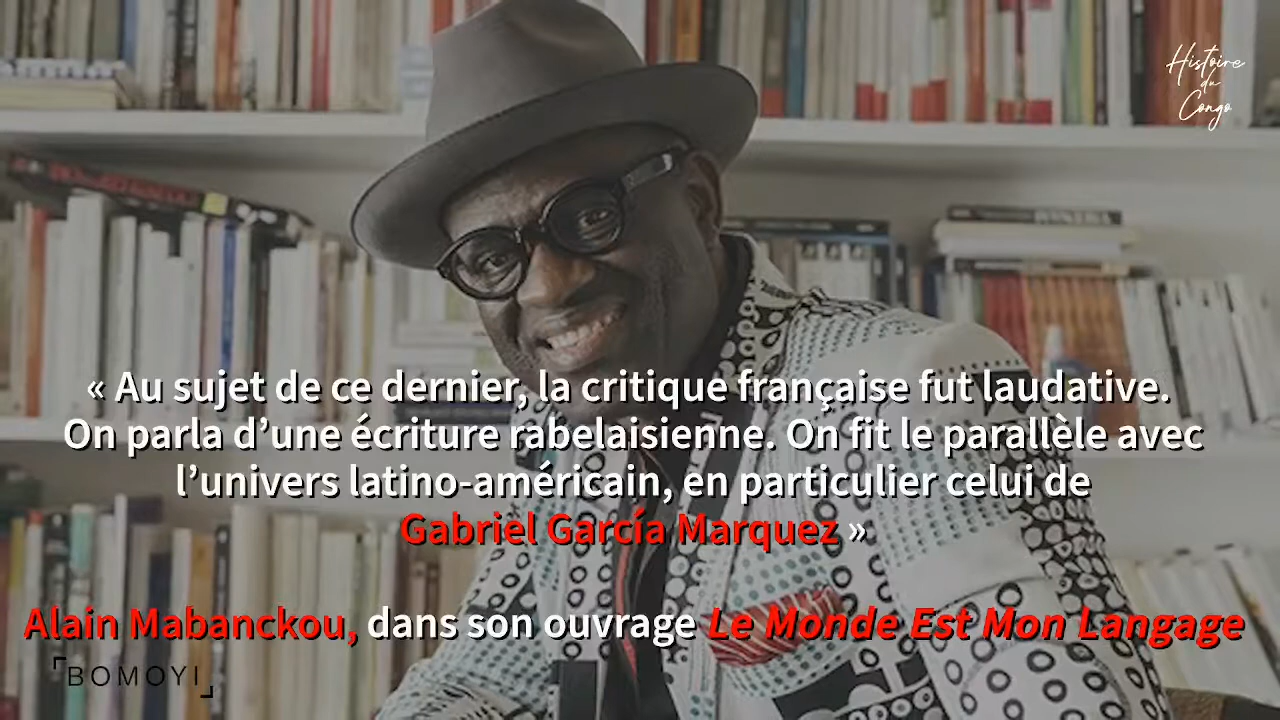 Histoire
du
Congo
« Au sujet de ce dernier, la critique française fut laudative.
On parla d’une écriture rabelaisienne. On fit le parallèle avec
l’univers latino-américain, en particulier celui de
Gabriel García Marquez »
Alain Mabanckou, dans son ouvrage Le Monde Est Mon Langage
BOMOYI